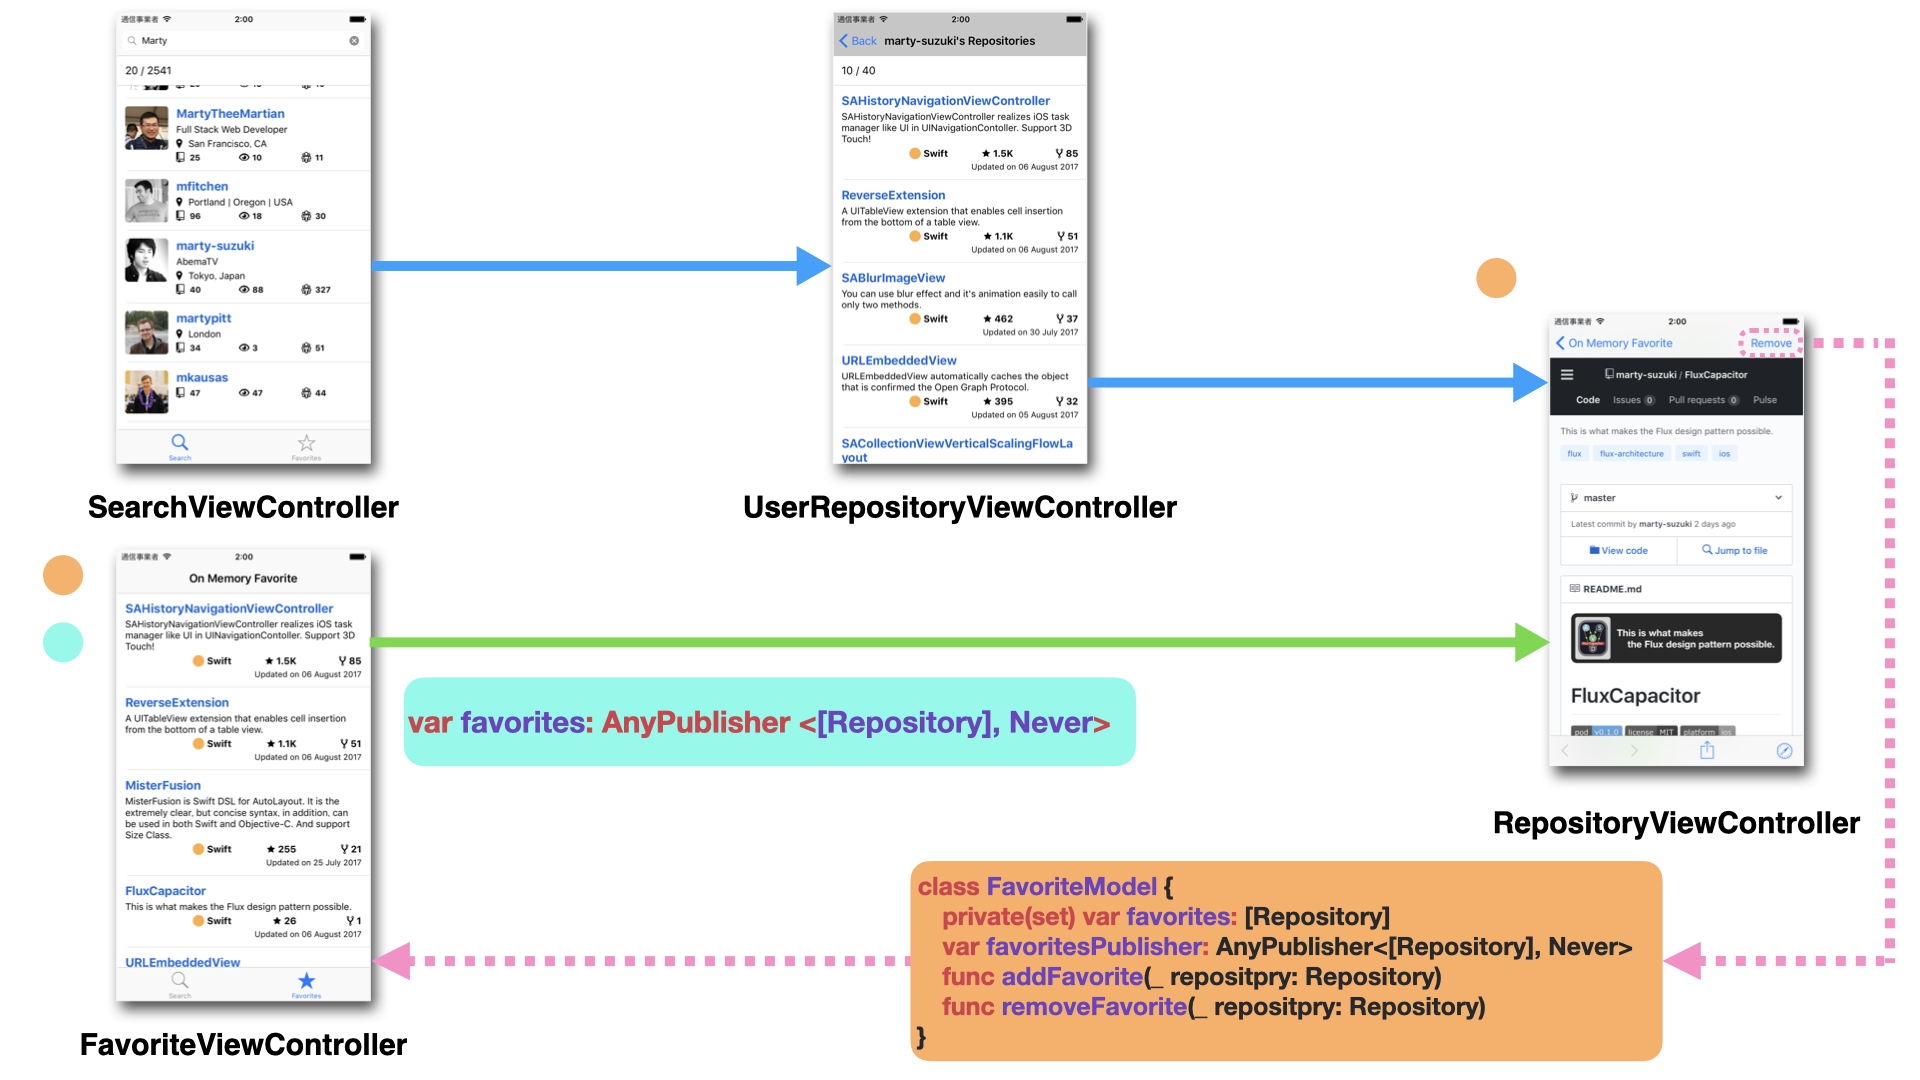 通信事業者 2:00
Marty
20 / 2541
MartyTheeMartian
Full Stack Web Developer
San Francisco, CA
25 10 11
mfitchen
Portland | Oregon | USA
96 18 30
marty-suzuki
AbemaTV
Tokyo, Japan
40 88 327
martypitt
London
34 3 51
mkausas
47 47 44
Search Favorites
SearchViewController
通信事業者 2:00
Back marty-suzuki's Repositories
10 / 40
SAHistoryNavigationViewController
SAHistoryNavigationViewController realizes iOS task
manager like UI in UINavigationContoller. Support 3D
Touch!
Swift 1.5K 85
Updated on 06 August 2017
ReverseExtension
A UITableView extension that enables cell insertion
from the bottom of a table view.
Swift 1.1K 51
Updated on 06 August 2017
SABlurImageView
You can use blur effect and it's animation easily to call
only two methods.
Swift 462 37
Updated on 30 July 2017
URLEmbeddedView
URLEmbeddedView automatically caches the object
that is confirmed the Open Graph Protocol.
Swift 395 32
Updated on 05 August 2017
SACollectionViewVerticalScalingFlowLa
yout
UserRepositoryViewController
通信事業者 2:00
On Memory Favorite Remove
marty-suzuki / FluxCapacitor
Code Issues 0 Pull requests 0 Pulse
This is what makes the Flux design pattern possible.
flux flux-architecture swift ios
master
Latest commit by marty-suzuki 2 days ago
View code Jump to file
README.md
This is what makes
the Flux design pattern possible.
FluxCapacitor
pod v0.1.0 license MIT platform ios
RepositoryViewController
通信事業者 2:00
On Memory Favorite
SAHistoryNavigationViewController
SAHistoryNavigationViewController realizes iOS task
manager like UI in UINavigationContoller. Support 3D
Touch!
Swift 1.5K 85
Updated on 06 August 2017
ReverseExtension
A UITableView extension that enables cell insertion
from the bottom of a table view.
Swift 1.1K 51
Updated on 06 August 2017
MisterFusion
MisterFusion is Swift DSL for AutoLayout. It is the
extremely clear, but concise syntax, in addition, can
be used in both Swift and Objective-C. And support
Size Class.
Swift 255 21
Updated on 25 July 2017
FluxCapacitor
This is what makes the Flux design pattern possible.
Swift 26 1
Updated on 06 August 2017
URLEmbeddedView
Search Favorites
FavoriteViewController
var favorites: AnyPublisher <[Repository], Never>
class FavoriteModel {
private(set) var favorites: [Repository]
var favoritesPublisher: AnyPublisher<[Repository], Never>
func addFavorite(_ repositpry: Repository)
func removeFavorite(_ repositpry: Repository)
}